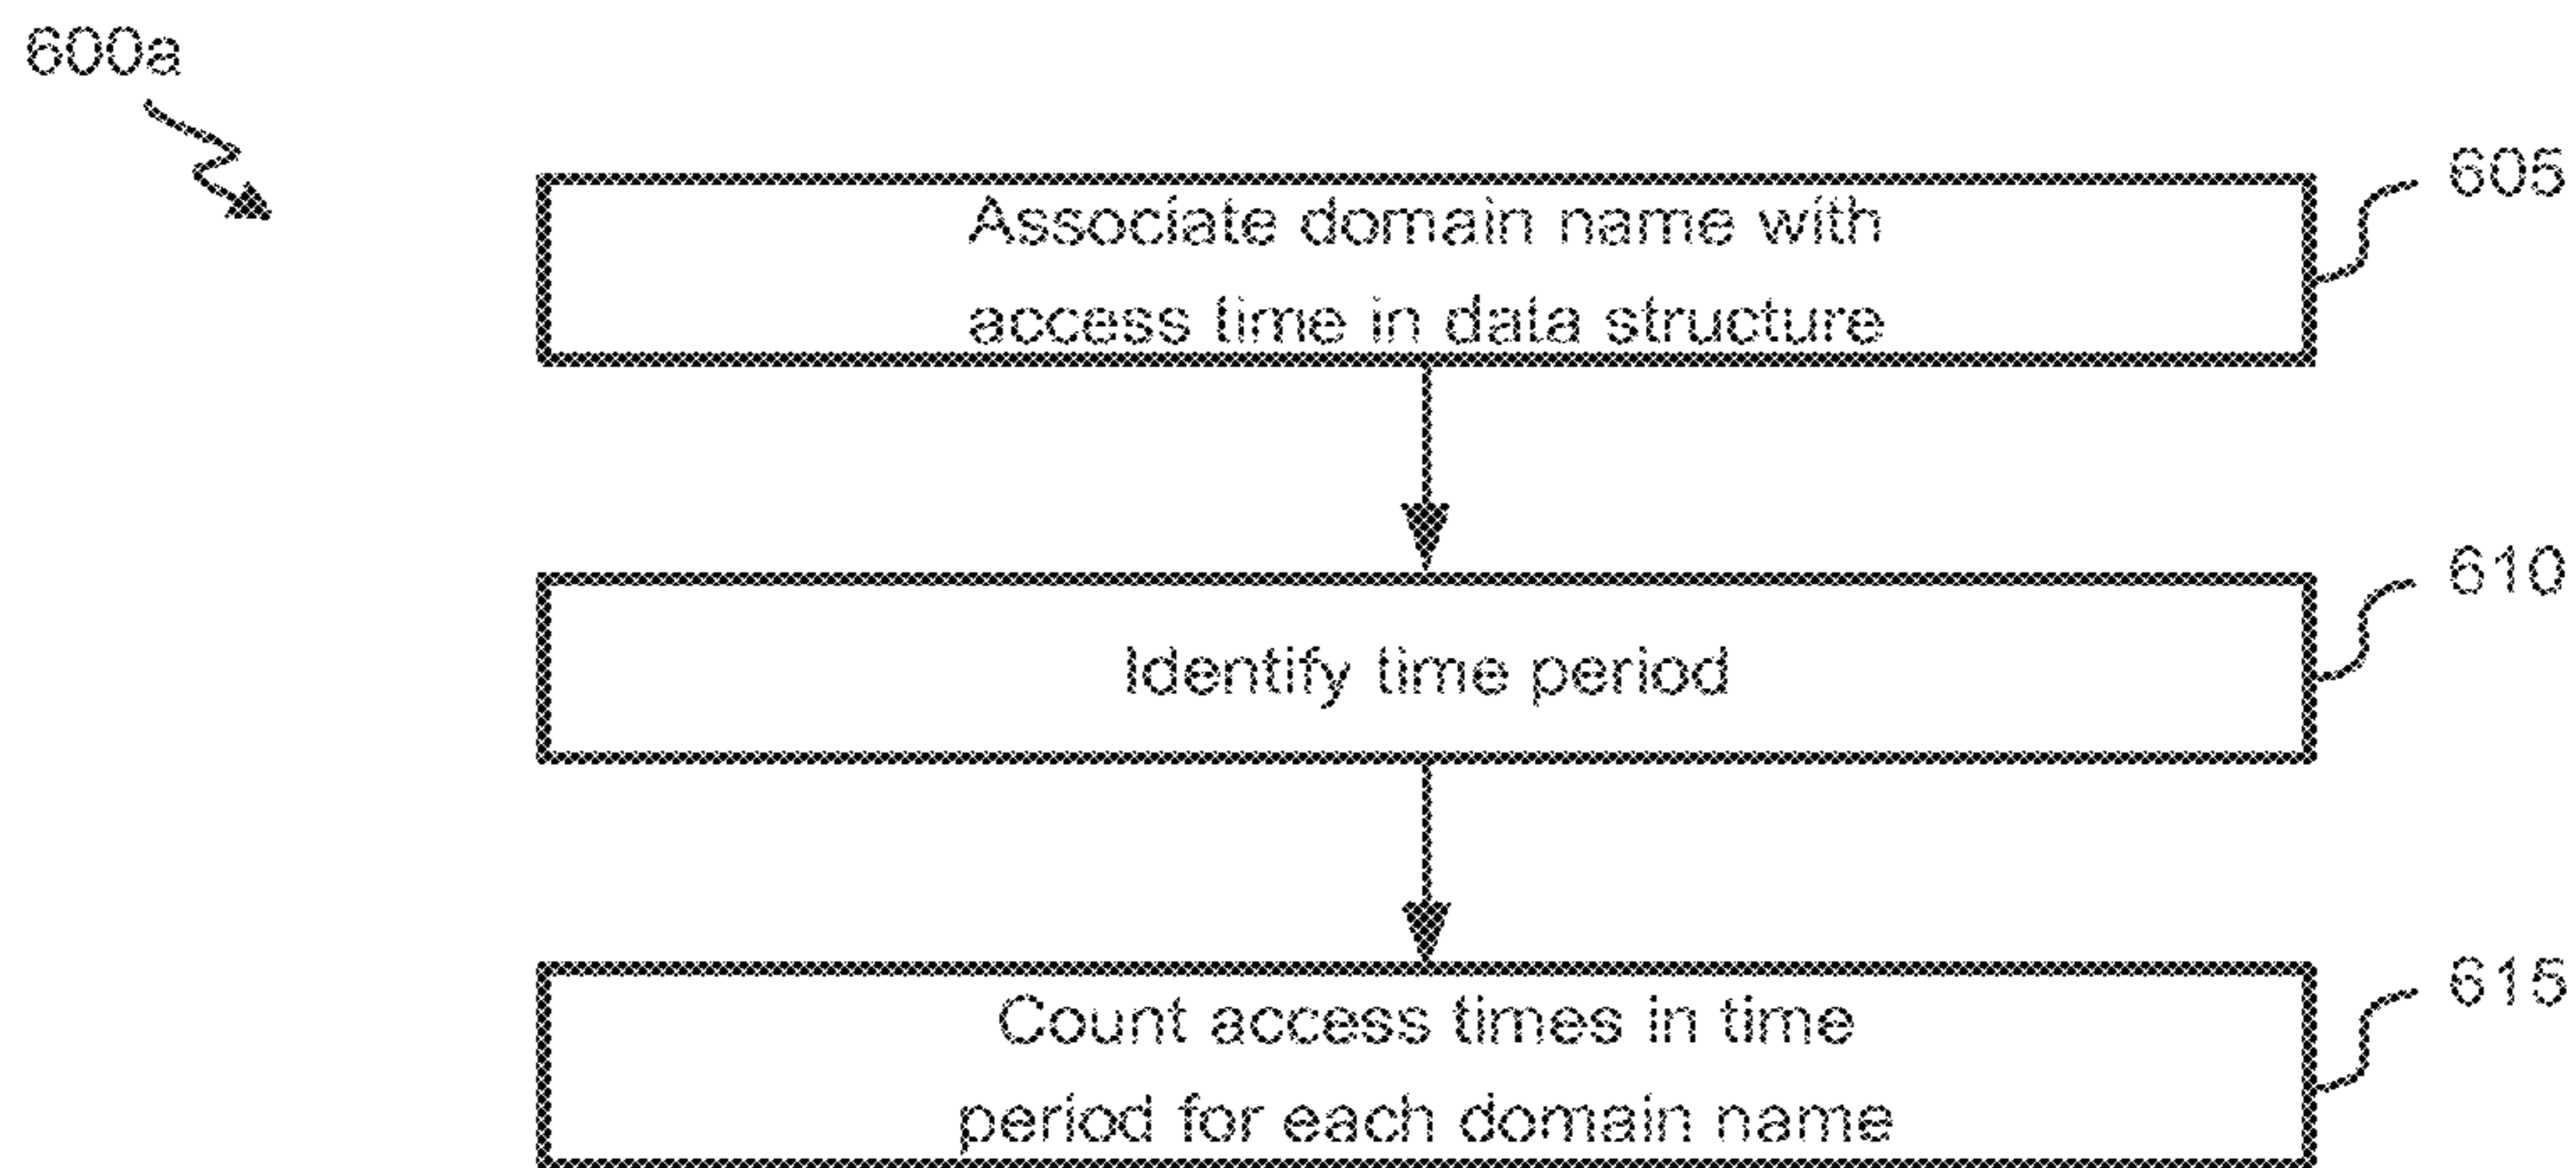 600a
Associate domain name with
access time in data structure
605
Identify time period
610
Count access times in time
period for each domain name
615